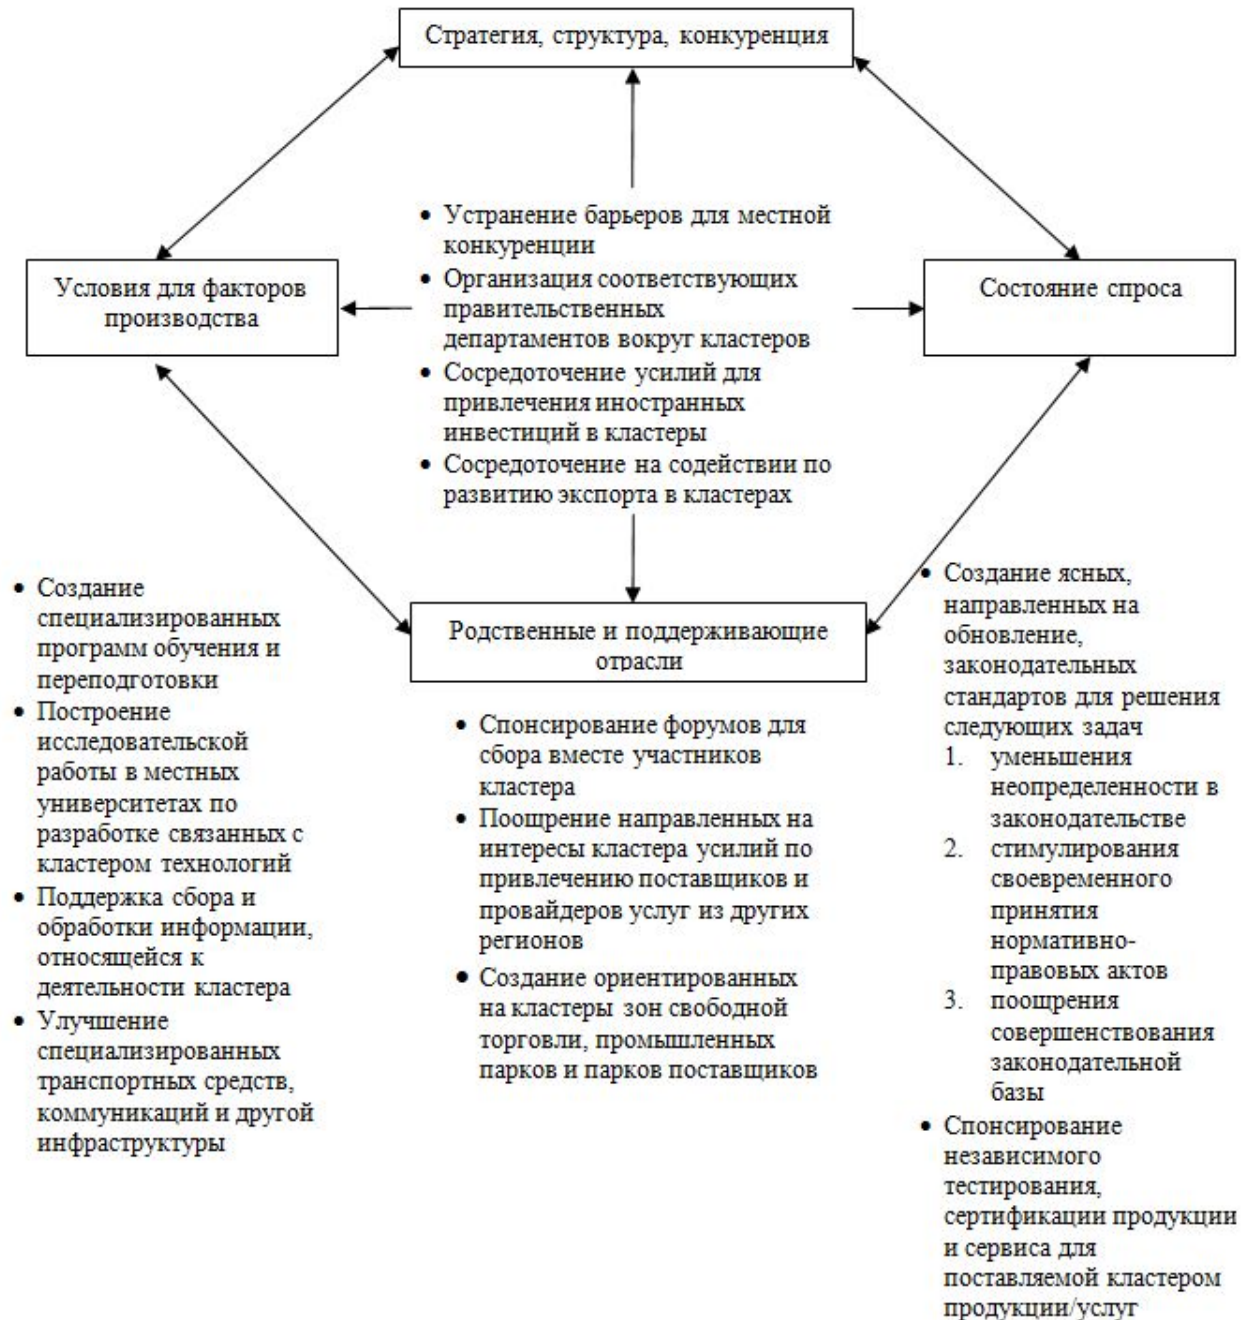 Стратегия, структура, конкуренция
• Устранение барьеров для местной
конкуренции
• Организация соответствующих
правительственных
департаментов вокруг кластеров
• Сосредоточение усилий для
привлечения иностранных
инвестиций в кластеры
• Сосредоточение на содействии по
развитию экспорта в кластерах
Условия для факторов
производства
Состояние спроса
Родственные и поддерживающие
отрасли
• Создание
специализированных
программ обучения и
переподготовки
• Построение
исследовательской
работы в местных
университетах по
разработке связанных с
кластером технологий
• Поддержка сбора и
обработки информации,
относящейся к
деятельности кластера
• Улучшение
специализированных
транспортных средств,
коммуникаций и другой
инфраструктуры
• Спонсирование форумов для
сбора вместе участников
кластера
• Поощрение направленных на
интересы кластера усилий по
привлечению поставщиков и
провайдеров услуг из других
регионов
• Создание ориентированных
на кластеры зон свободной
торговли, промышленных
парков и парков поставщиков
• Создание ясных,
направленных на
обновление,
законодательных
стандартов для решения
следующих задач
1. уменьшения
неопределенности в
законодательстве
2. стимулирования
своевременного
принятия
нормативно-
правовых актов
3. поощрения
совершенствования
законодательной
базы
• Спонсирование
независимого
тестирования,
сертификации продукции
и сервиса для
поставляемой кластером
продукции/услуг